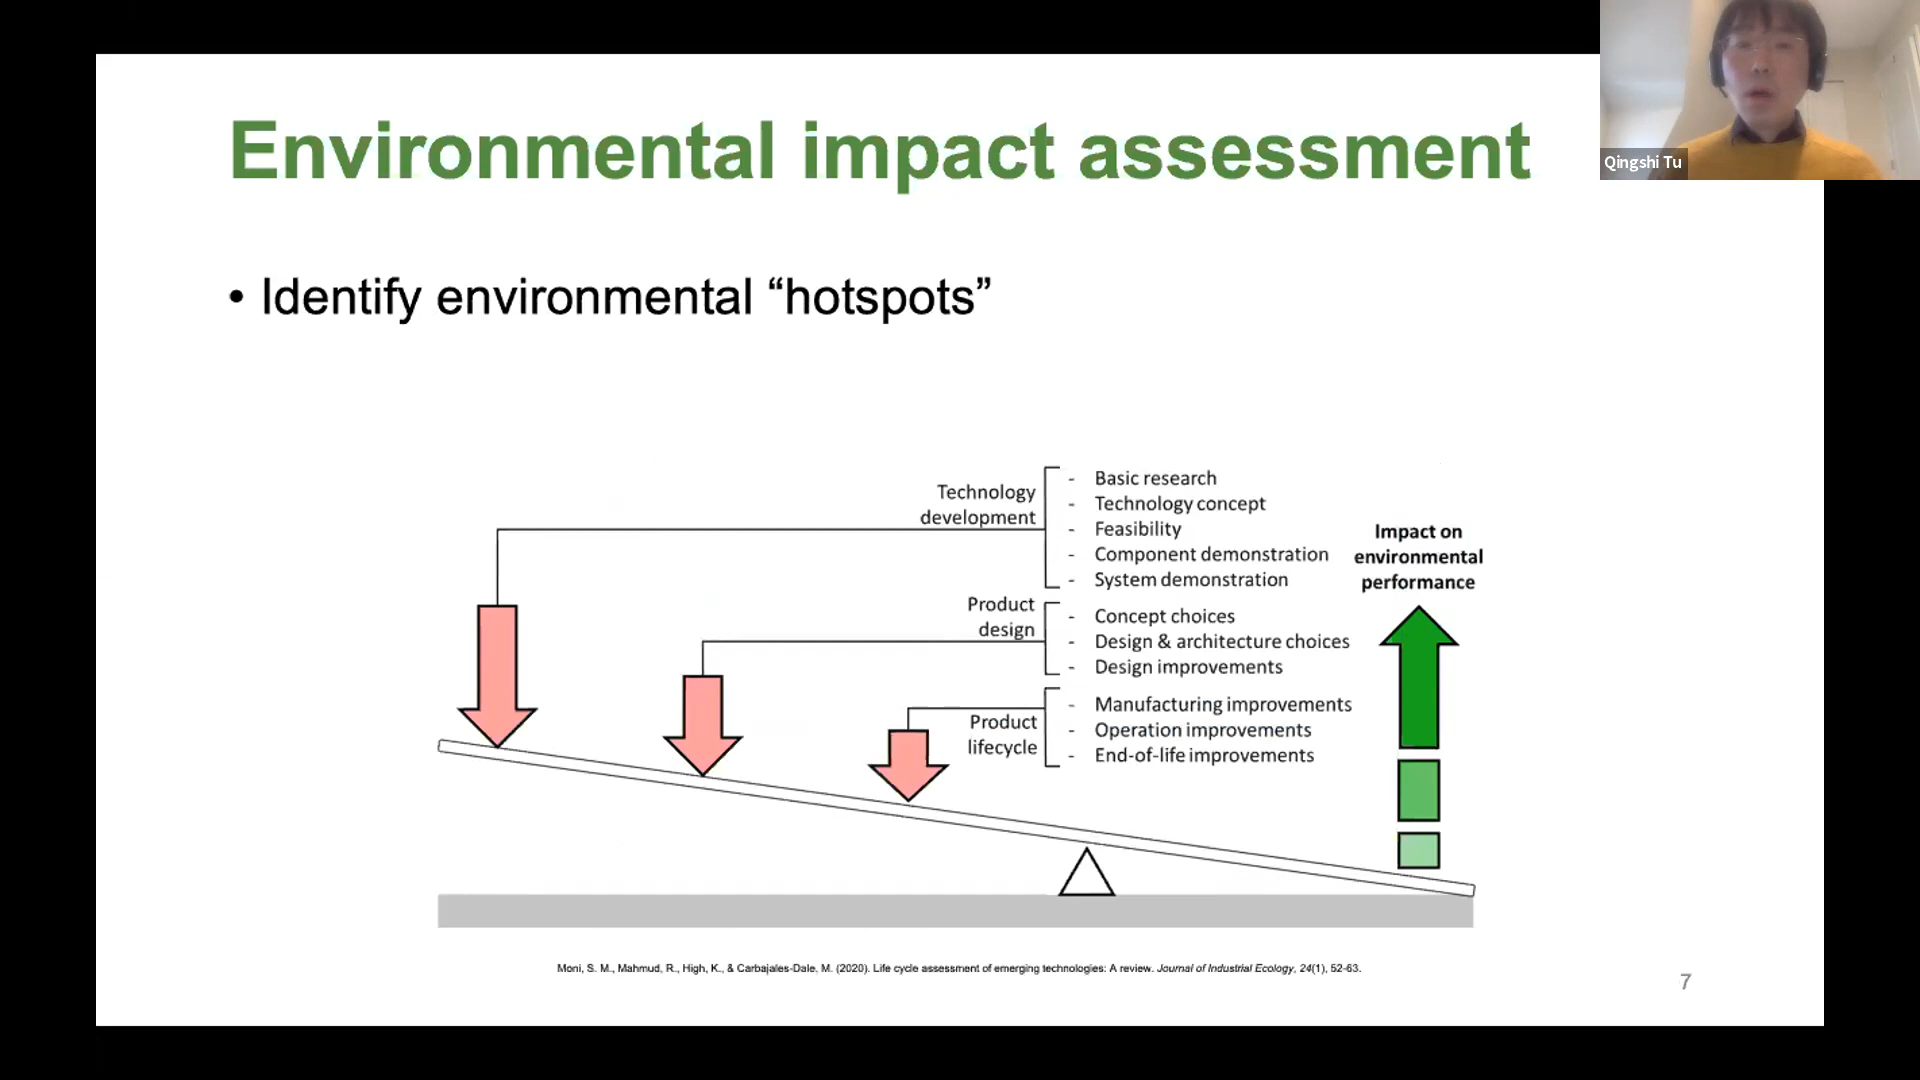 Environmental impact assessment
Qingshi Tu
• Identify environmental “hotspots”
Technology
development
- Basic research
- Technology concept
- Feasibility
- Component demonstration
- System demonstration
Product
design
- Concept choices
- Design & architecture choices
- Design improvements
Product
lifecycle
- Manufacturing improvements
- Operation improvements
- End-of-life improvements
Impact on
environmental
performance
Moni, S. M., Mahmud, R., High, K., & Carbajales-Dale, M. (2020). Life cycle assessment of emerging technologies: A review. Journal of Industrial Ecology, 24(1), 52-63.
7